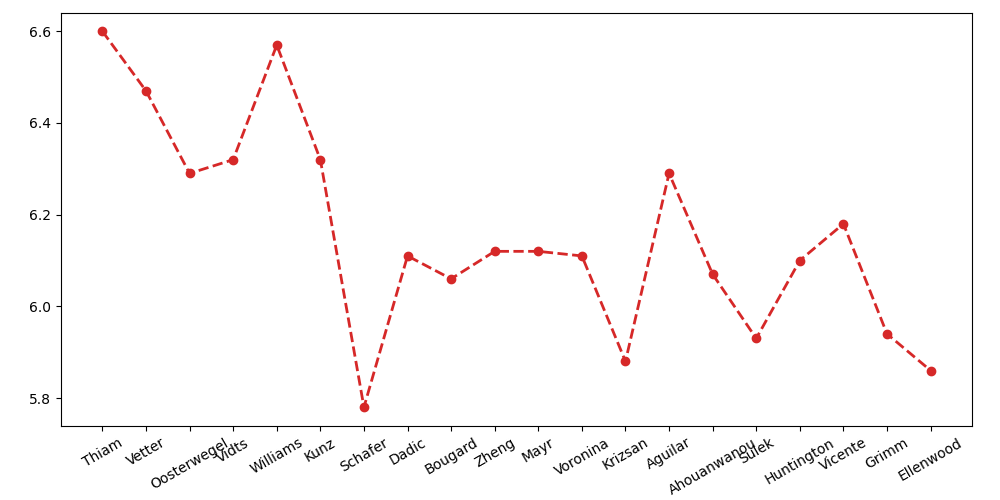 6.6
6.4
6.2
6.0
5.8
Thiam
Vetter
Oosterwegel
Vidts
Williams
Kunz
Schafer
Dadic
Bougard
Zheng
Mayr
Voronina
Krizsan
Aguilar
Ahouanwanou
Sulek
Huntington
Vicente
Grimm
Ellenwood